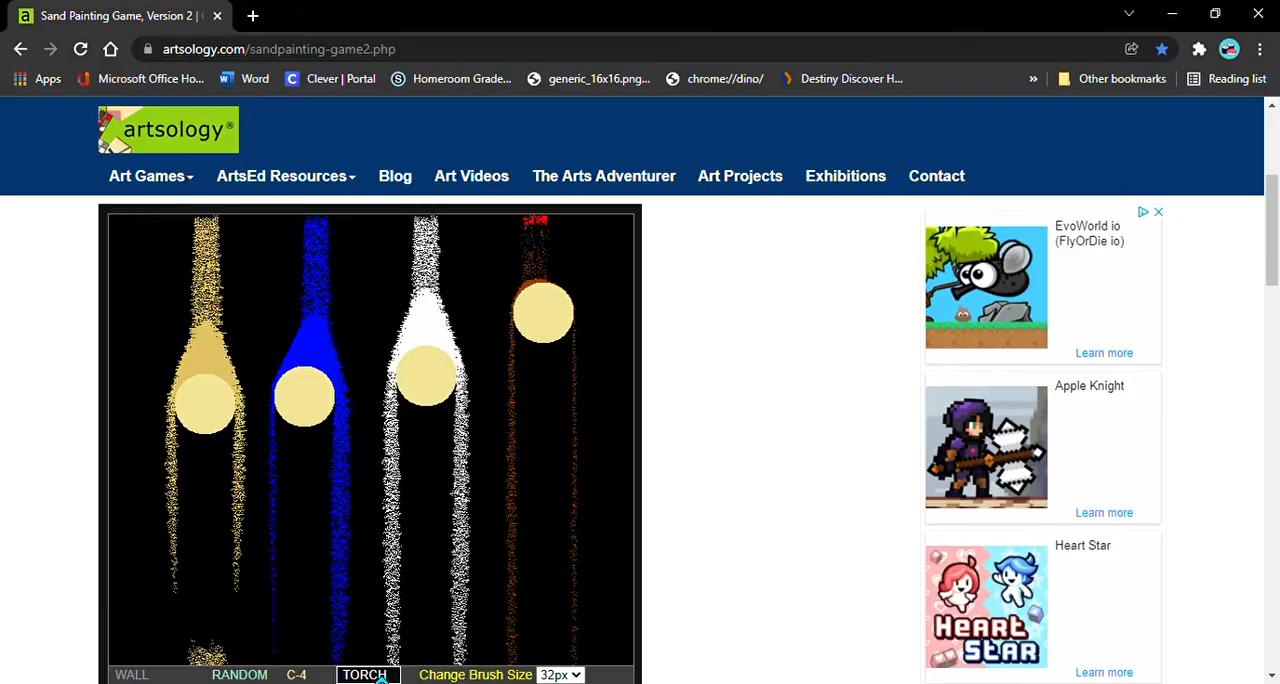 Sand Painting Game, Version 2 |
artsology.com/sandpainting-game2.php
Apps Microsoft Office Ho... Word Clever | Portal Homeroom Grade... generic_16x16.png... chrome://dino/ Destiny Discover H... » Other bookmarks Reading list
artsology®
Art Games ArtsEd Resources Blog Art Videos The Arts Adventurer Art Projects Exhibitions Contact
EvoWorld io
(FlyOrDie io)
Learn more
Apple Knight
Learn more
Heart Star
HEART
STAR
Learn more
WALL RANDOM C-4 TORCH Change Brush Size 32px